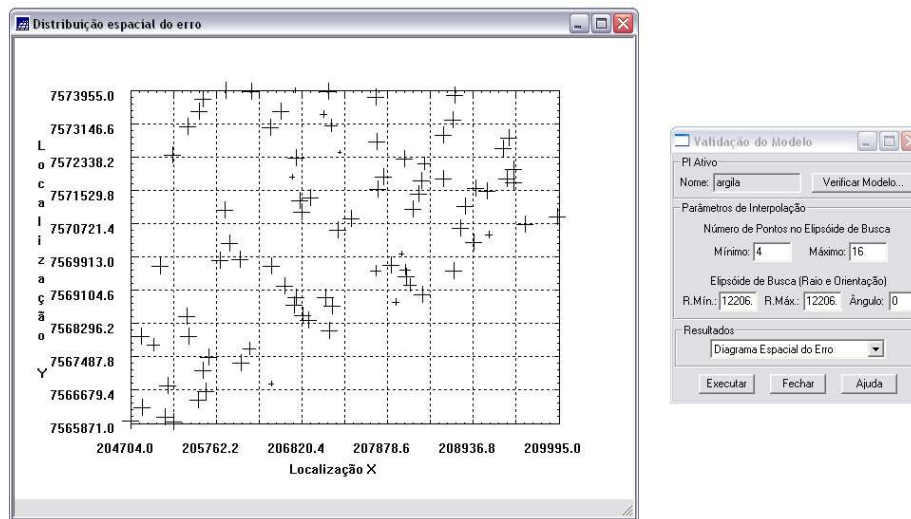 Distribuição espacial do erro
Localização Y
7573955.0
7573146.6
7572338.2
7571529.8
7570721.4
7569913.0
7569104.6
7568296.2
7567487.8
7566679.4
7565871.0
204704.0 205762.2 206820.4 207878.6 208936.8 209995.0
Localização X
Validação do Modelo
PI Ativo
Nome: argila Verificar Modelo...
Parâmetros de Interpolação
Número de Pontos no Elipsóide de Busca
Mínimo: 4 Máximo: 16
Elipsóide de Busca (Raio e Orientação)
R.Mín.: 12206. R.Máx.: 12206. Ângulo: 0
Resultados
Diagrama Espacial do Erro
Executar Fechar Ajuda